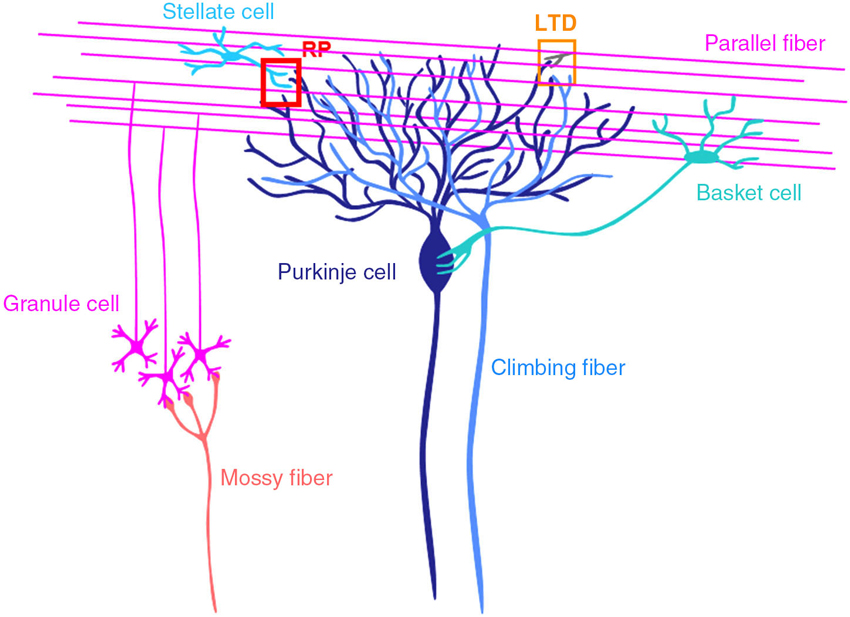 Stellate cell
RP
LTD
Parallel fiber
Basket cell
Purkinje cell
Granule cell
Climbing fiber
Mossy fiber